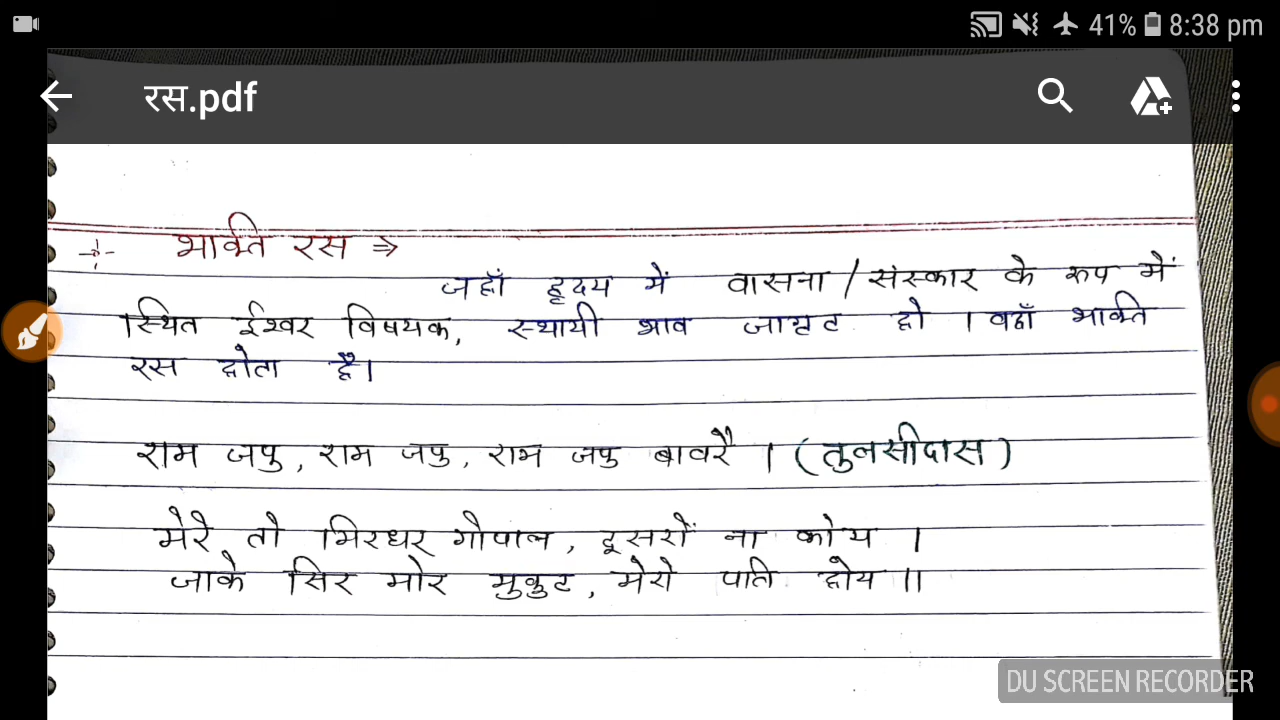 41% 8:38 pm
रस.pdf
भक्ति रस ⇒
जहाँ हृदय में वासना / संस्कार के रूप में
स्थित ईश्वर विषयक, स्थायी भाव जाग्रट हो । वहाँ भक्ति
रस होता है।
राम जपु, राम जपु, राम जपु बावरै । (तुलसीदास)
मेरे तो गिरधर गोपाल, दूसरों ना कोय ।
जाके सिर मोर मुकुट, मेरो पति होय ॥
DU SCREEN RECORDER